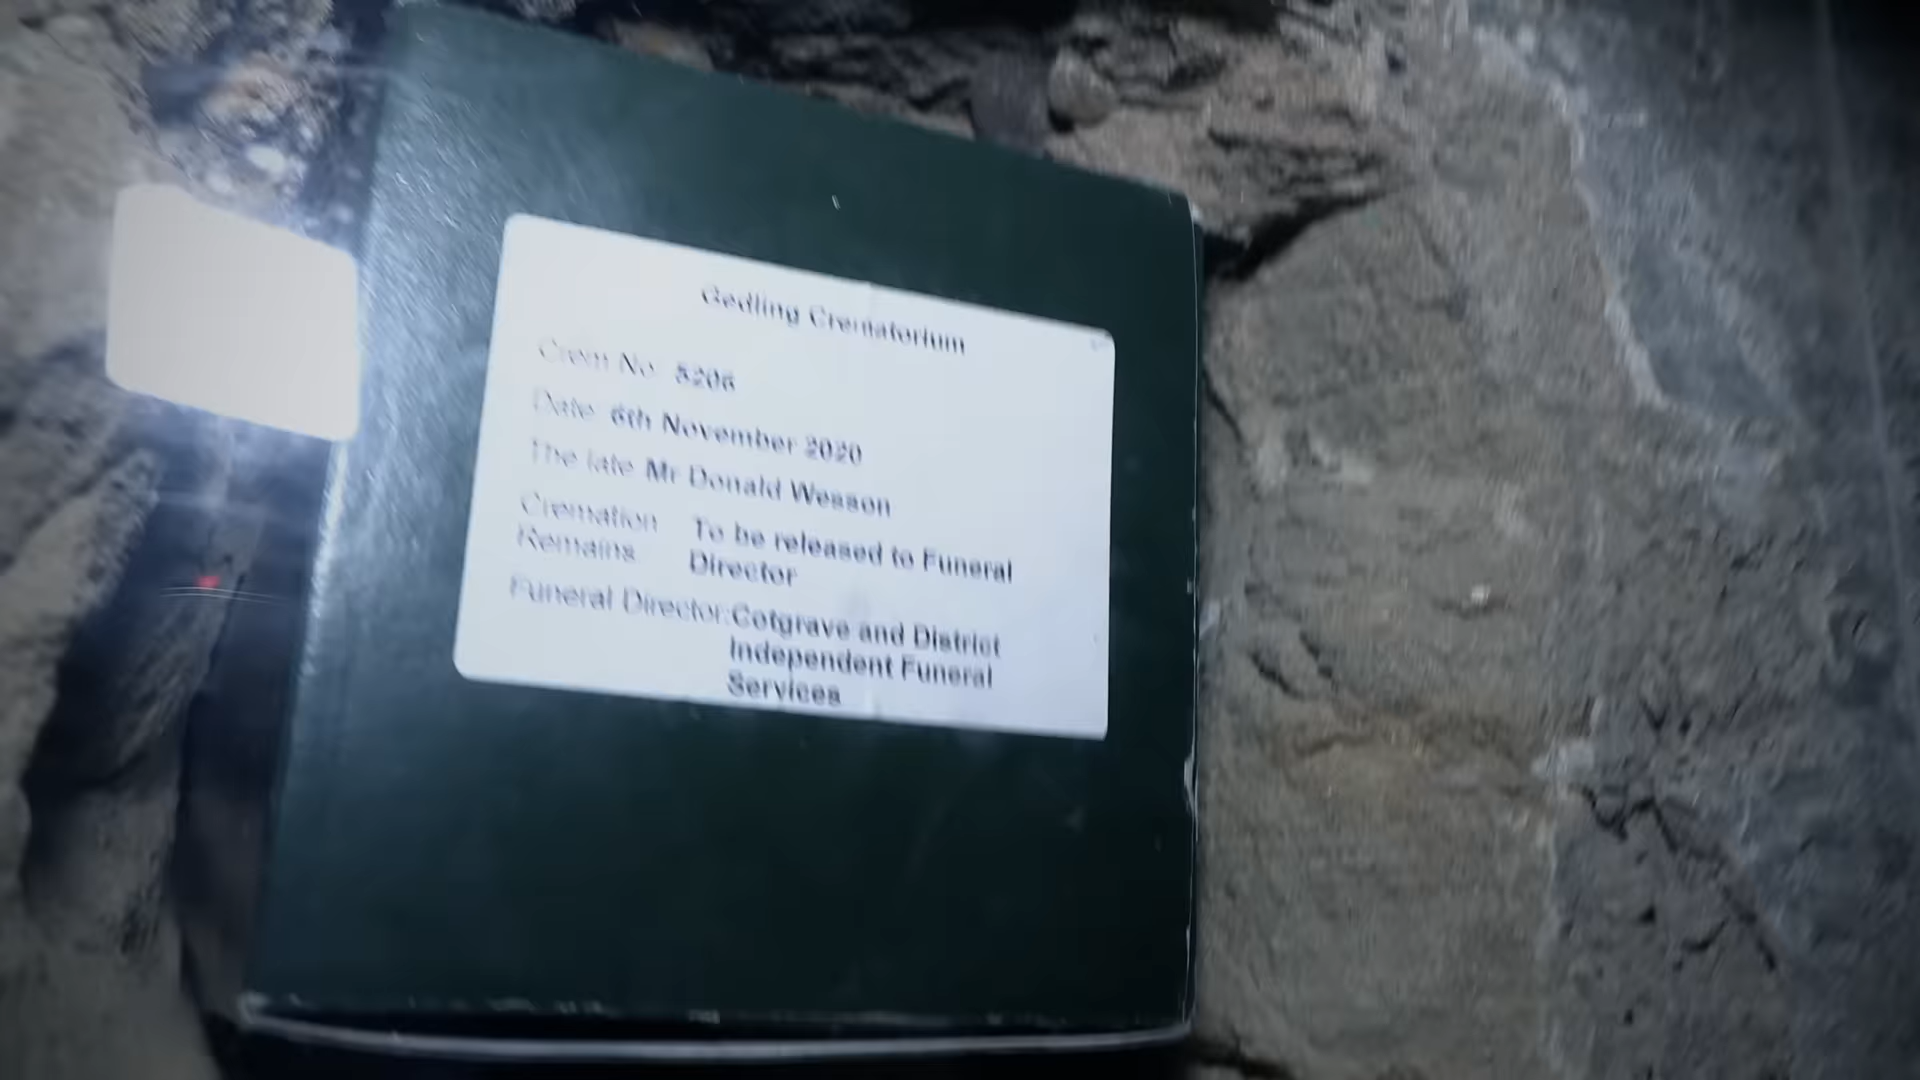 Gedling Crematorium
Crem No: 5206
Date: 6th November 2020
The late Mr Donald Wesson
Cremation To be released to Funeral
Remains Director
Funeral Director: Cotgrave and District
Independent Funeral
Services